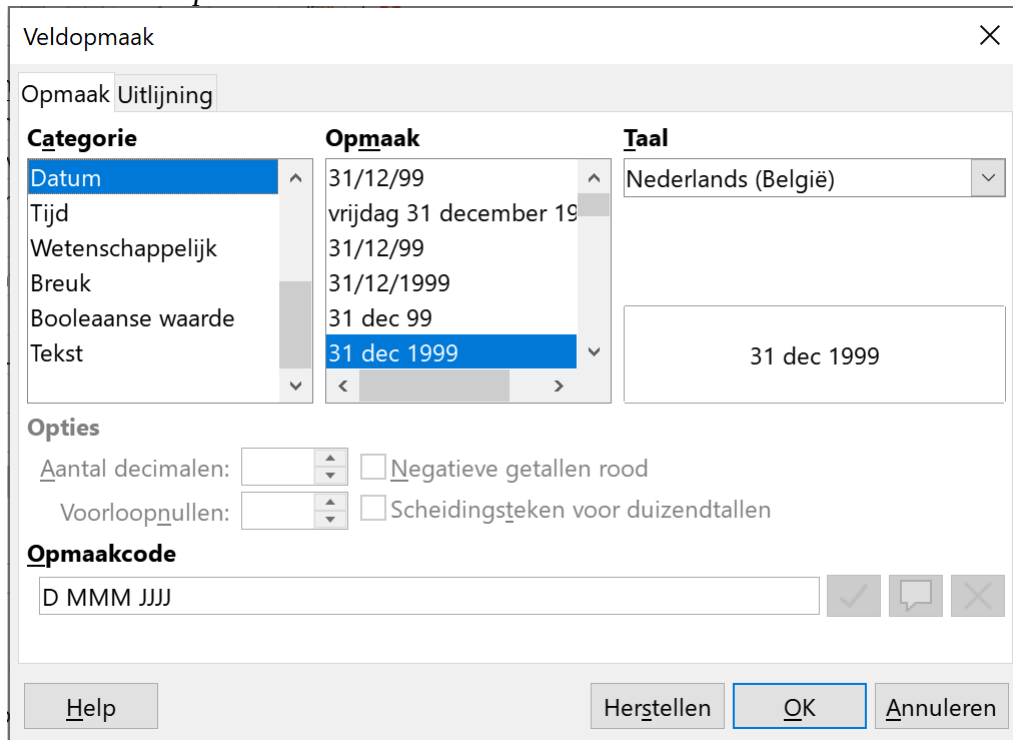 Veldopmaak
Opmaak Uitlijning
Categorie
Datum
Tijd
Wetenschappelijk
Breuk
Booleaanse waarde
Tekst
Opmaak
31/12/99
vrijdag 31 december 19
31/12/99
31/12/1999
31 dec 99
31 dec 1999
Taal
Nederlands (België)
31 dec 1999
Opties
Aantal decimalen:
Negatieve getallen rood
Voorloopnullen:
Scheidingsteken voor duizendtallen
Opmaakcode
D MMM JJJJ
Help
Herstellen
OK
Annuleren